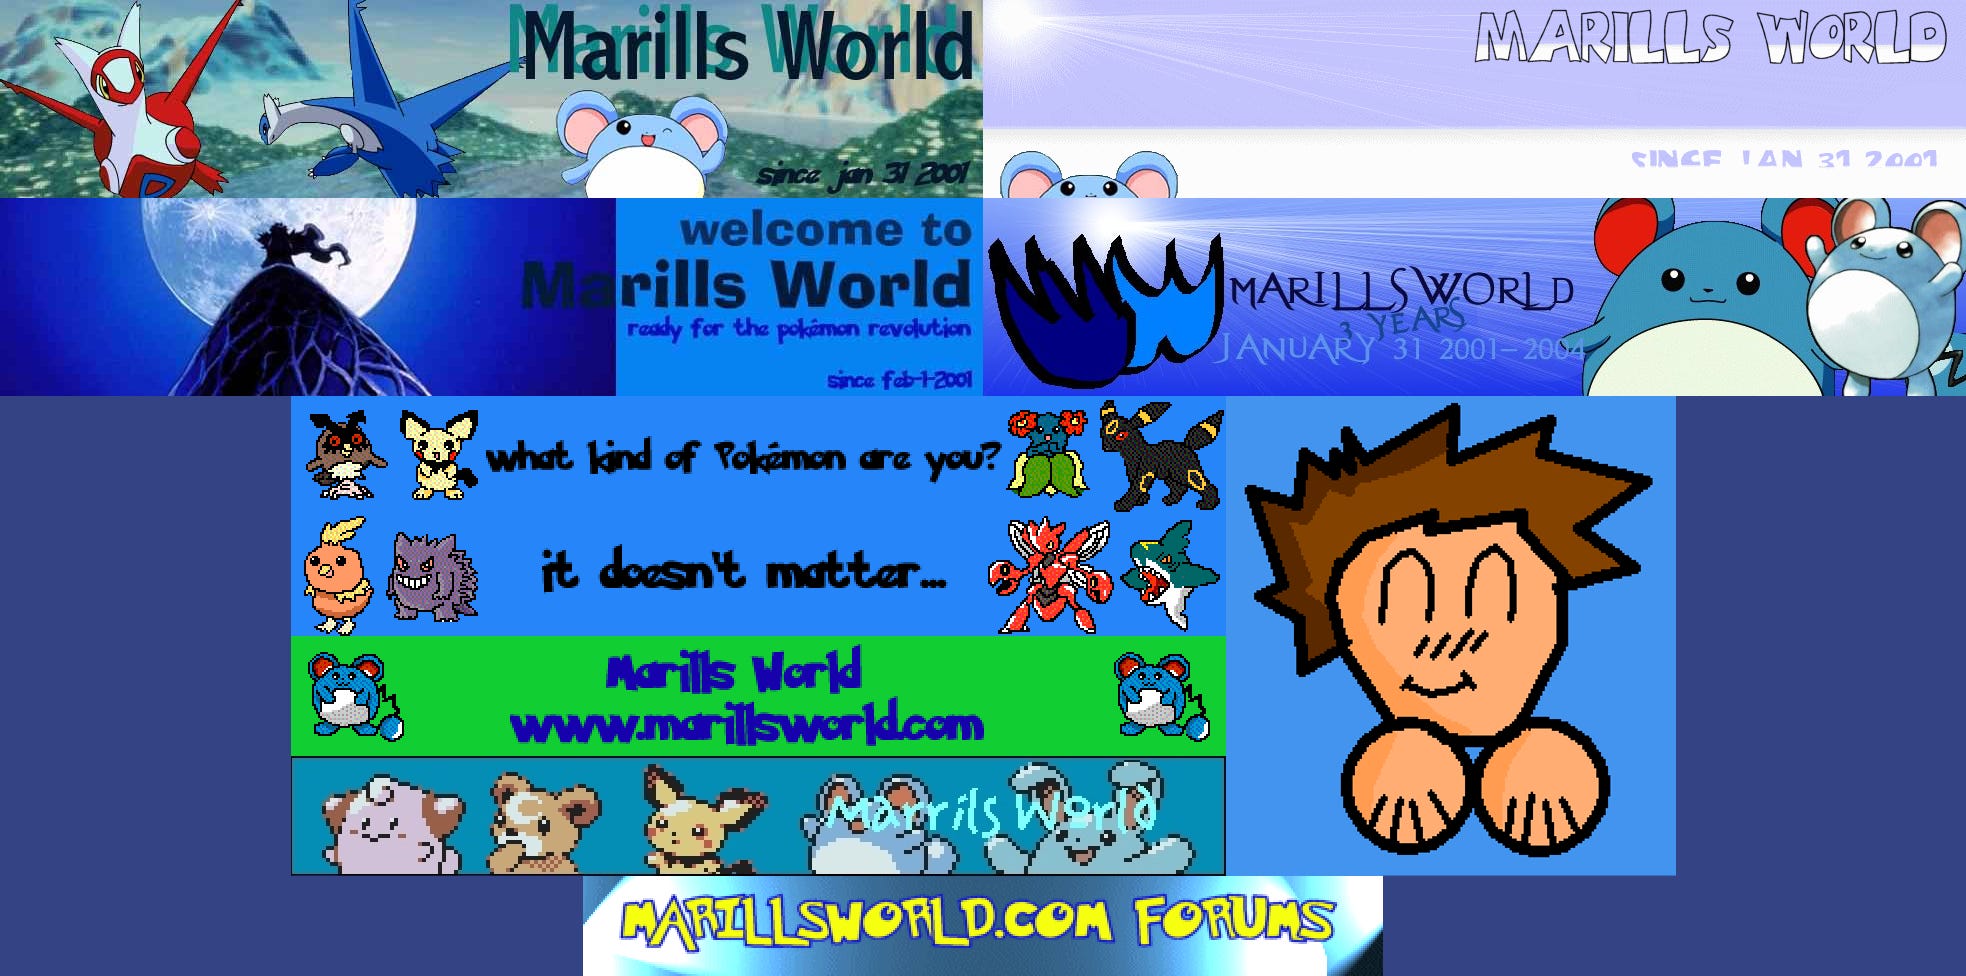 Marills World
since jan 31 2001
MARILLS WORLD
SINCE JAN 31 2001
welcome to
Marills World
ready for the pokémon revolution
since feb-1-2001
MW
MARILLSWORLD
3 YEARS
JANUARY 31 2001-2004
what kind of Pokémon are you?
it doesn't matter...
Marills World
www.marillsworld.com
Marrils World
MARILLSWORLD.COM FORUMS